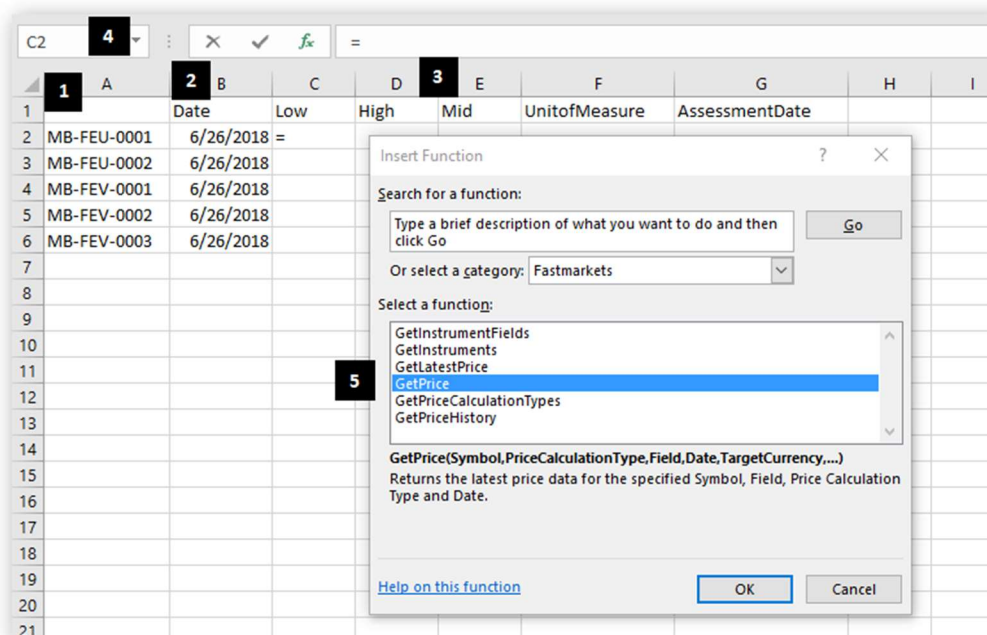 C2 4 fx =
1 A 2 B C D 3 E F G H I
1 Date Low High Mid UnitofMeasure AssessmentDate
2 MB-FEU-0001 6/26/2018 =
3 MB-FEU-0002 6/26/2018
4 MB-FEV-0001 6/26/2018
5 MB-FEV-0002 6/26/2018
6 MB-FEV-0003 6/26/2018
7
8
9
10
11
12
13
14
15
16
17
18
19
20
21
Insert Function ?
Search for a function:
Type a brief description of what you want to do and then
click Go
Go
Or select a category: Fastmarkets
Select a function:
GetInstrumentFields
GetInstruments
GetLatestPrice
5 GetPrice
GetPriceCalculationTypes
GetPriceHistory
GetPrice(Symbol,PriceCalculationType,Field,Date,TargetCurrency,...)
Returns the latest price data for the specified Symbol, Field, Price Calculation
Type and Date.
Help on this function OK Cancel